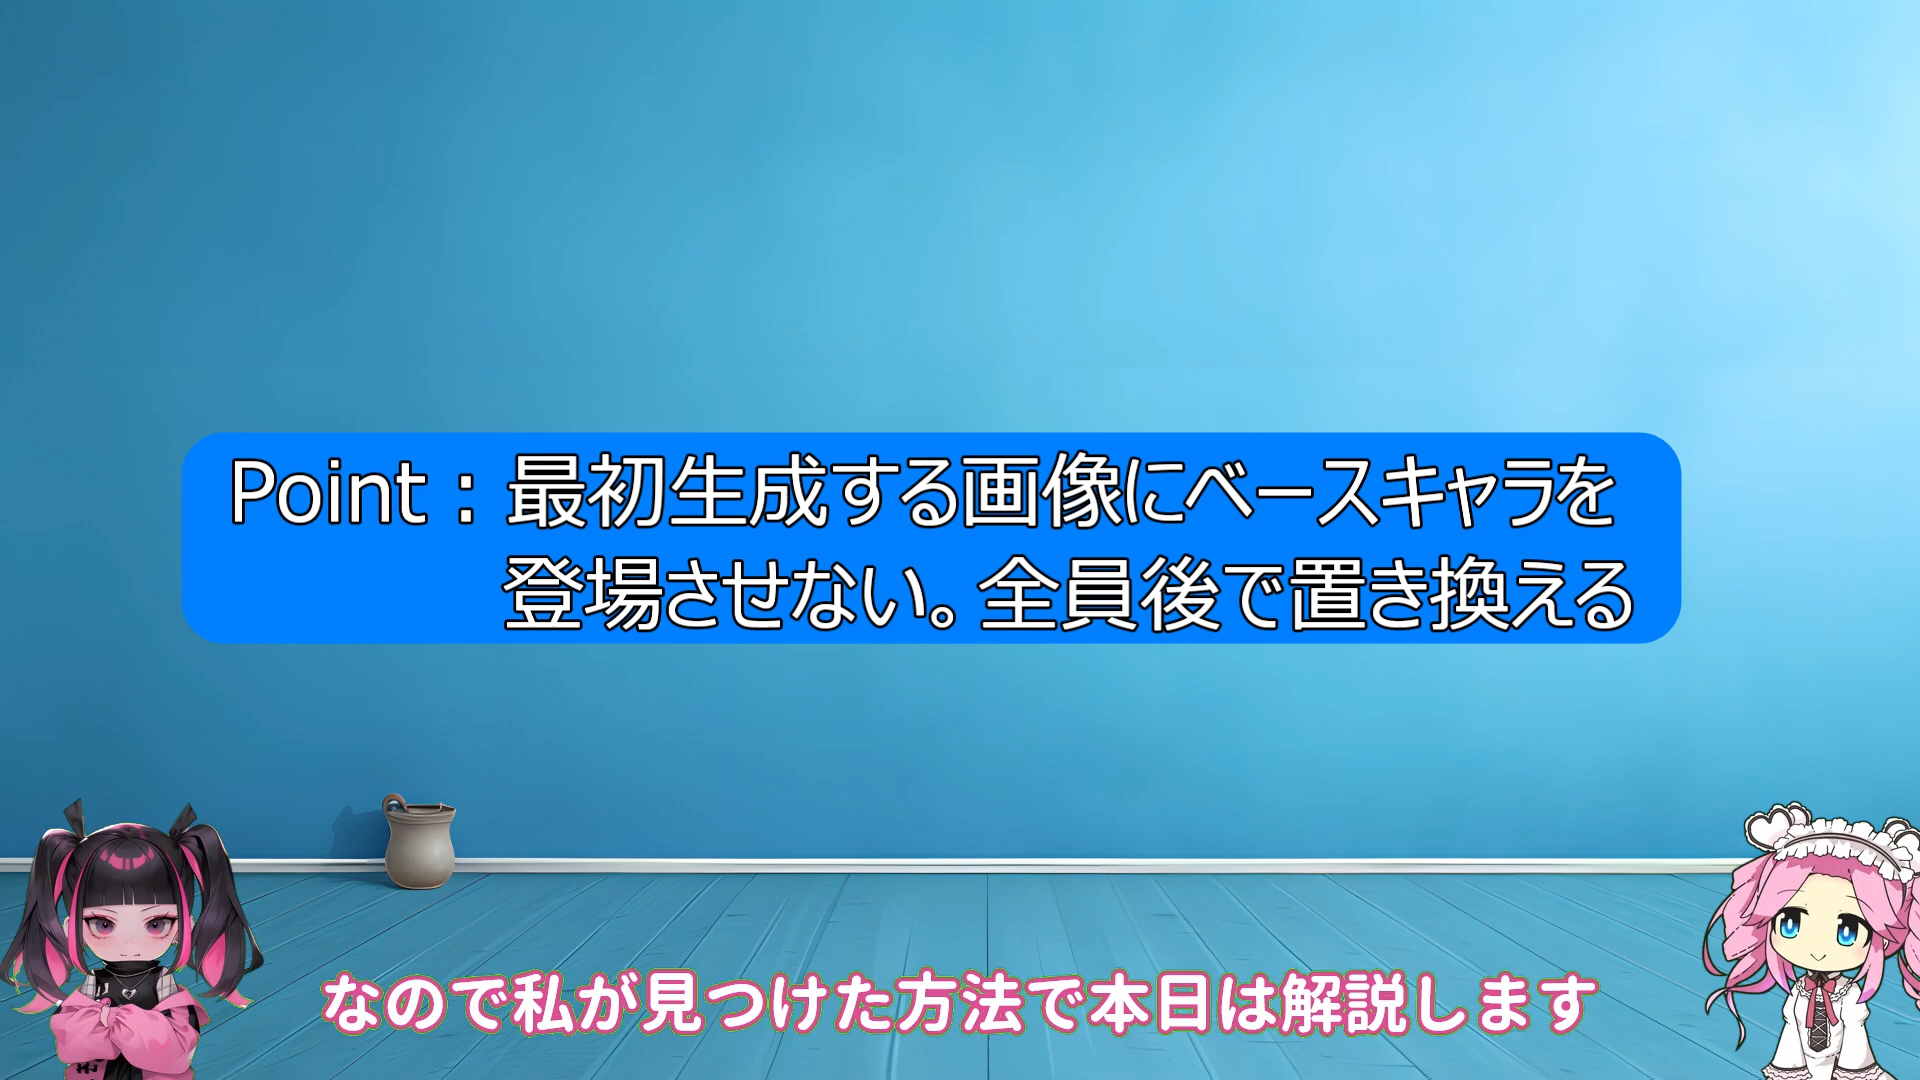 Point：最初生成する画像にベースキャラを
登場させない。全員後で置き換える
なので私が見つけた方法で本日は解説します